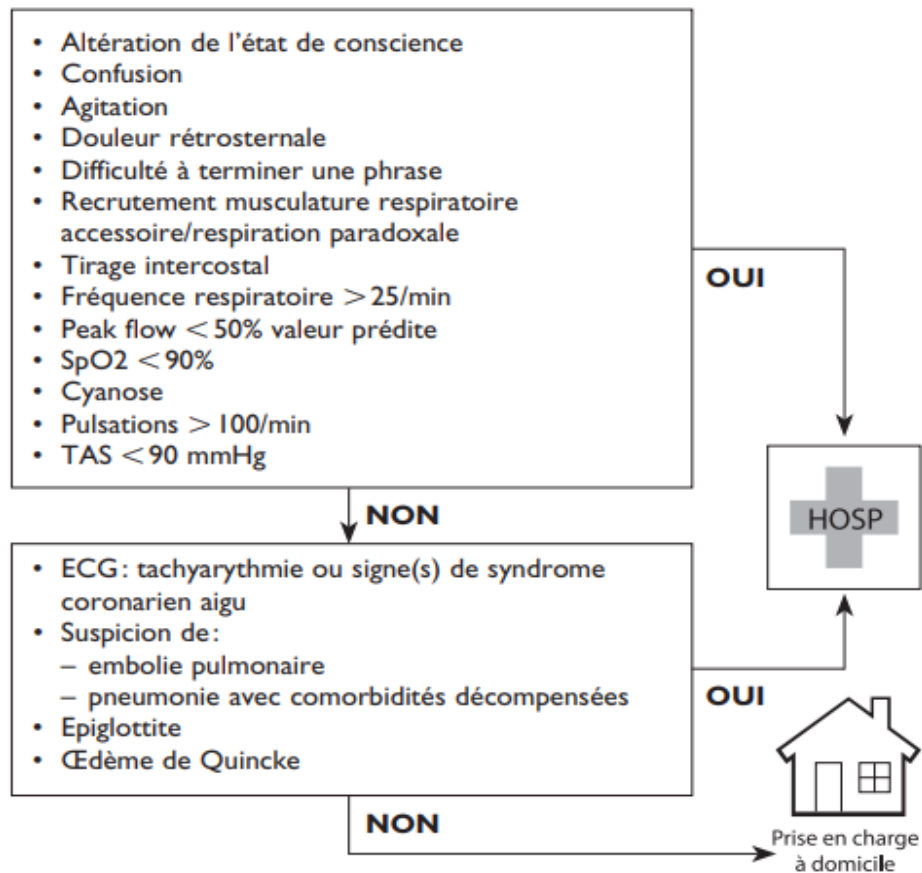 • Altération de l'état de conscience
• Confusion
• Agitation
• Douleur rétrosternale
• Difficulté à terminer une phrase
• Recrutement musculature respiratoire
accessoire/respiration paradoxale
• Tirage intercostal
• Fréquence respiratoire > 25/min
• Peak flow < 50% valeur prédite
• SpO2 < 90%
• Cyanose
• Pulsations > 100/min
• TAS < 90 mmHg
OUI
NON
HOSP
• ECG: tachyarythmie ou signe(s) de syndrome
coronarien aigu
• Suspicion de:
– embolie pulmonaire
– pneumonie avec comorbidités décompensées
• Epiglottite
• Œdème de Quincke
OUI
NON
Prise en charge
à domicile